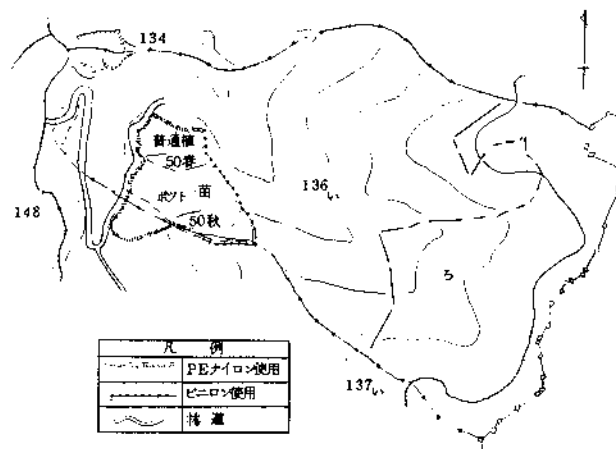 134
普通植
50春
ポット苗
50秋
136い
148
ろ
137い
凡例
PEナイロン使用
ビニロン使用
林道